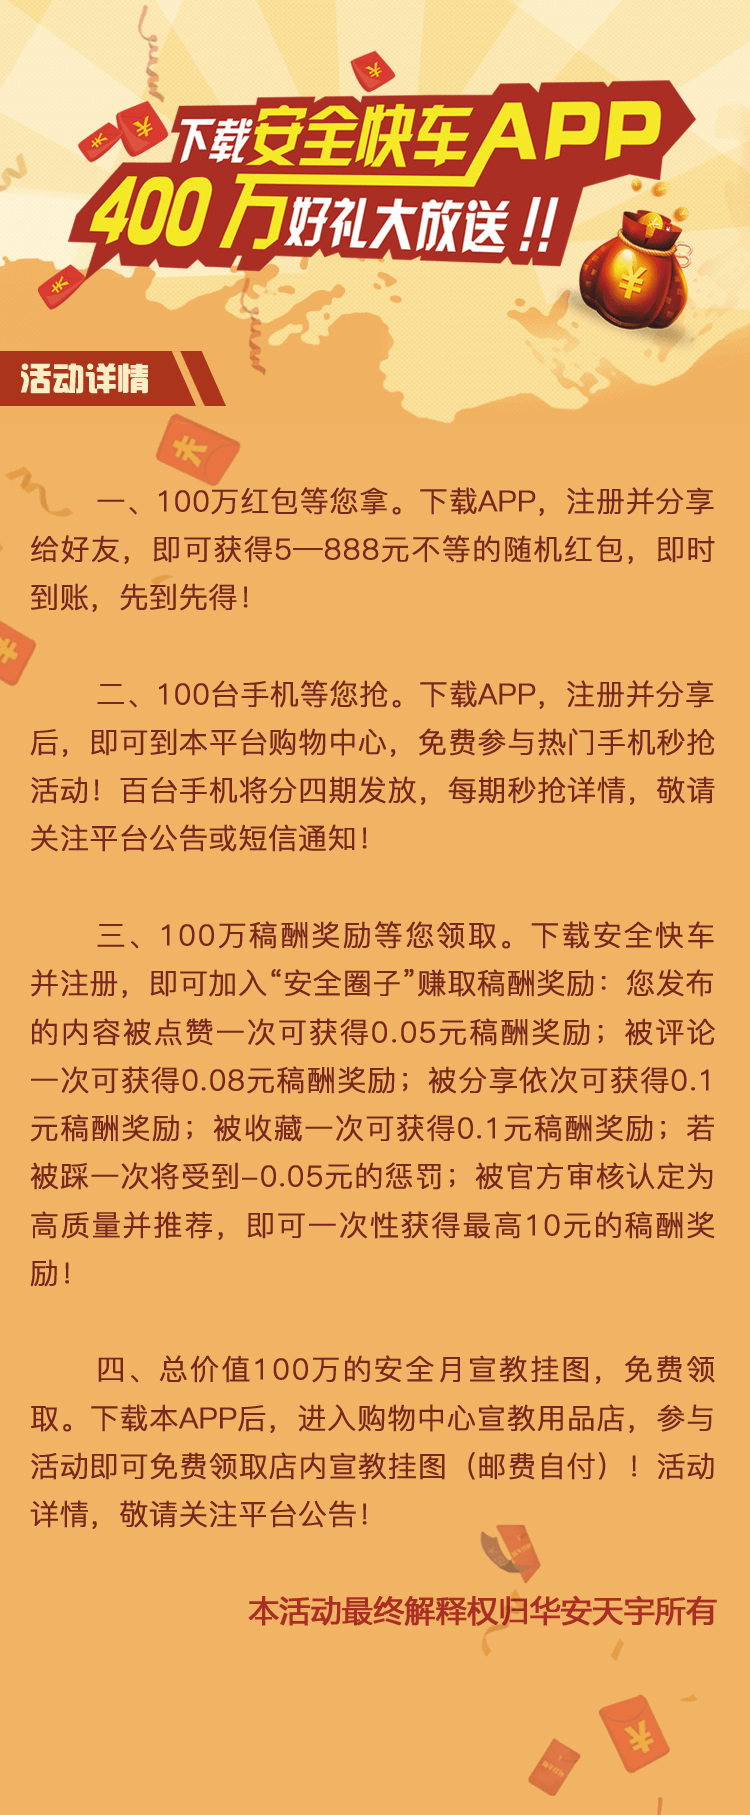 下载安全快车APP
400万好礼大放送!!
活动详情
一、100万红包等您拿。下载APP，注册并分享
给好友，即可获得5—888元不等的随机红包，即时
到账，先到先得！
二、100台手机等您抢。下载APP，注册并分享
后，即可到本平台购物中心，免费参与热门手机秒抢
活动！百台手机将分四期发放，每期秒抢详情，敬请
关注平台公告或短信通知！
三、100万稿酬奖励等您领取。下载安全快车
并注册，即可加入“安全圈子”赚取稿酬奖励：您发布
的内容被点赞一次可获得0.05元稿酬奖励；被评论
一次可获得0.08元稿酬奖励；被分享依次可获得0.1
元稿酬奖励；被收藏一次可获得0.1元稿酬奖励；若
被踩一次将受到-0.05元的惩罚；被官方审核认定为
高质量并推荐，即可一次性获得最高10元的稿酬奖
励！
四、总价值100万的安全月宣教挂图，免费领
取。下载本APP后，进入购物中心宣教用品店，参与
活动即可免费领取店内宣教挂图（邮费自付）！活动
详情，敬请关注平台公告！
本活动最终解释权归华安天宇所有